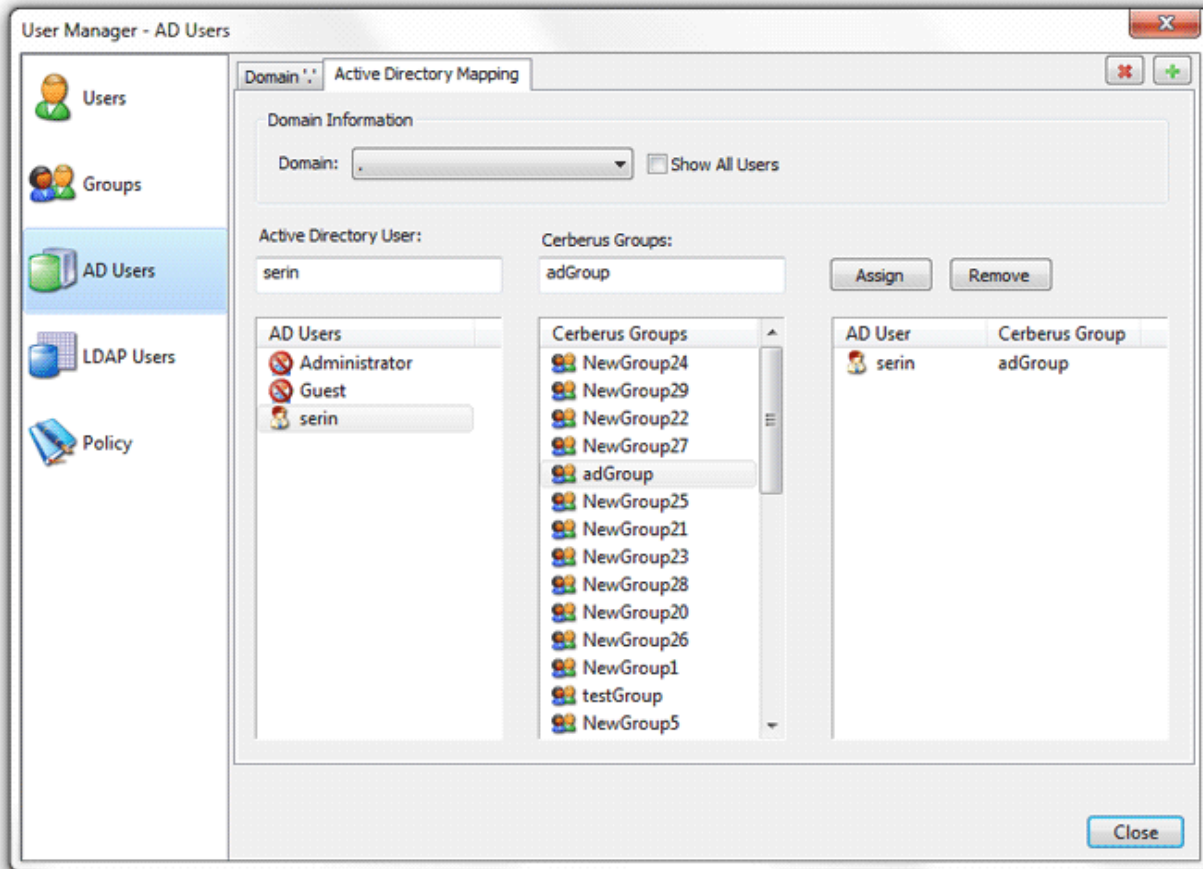 User Manager - AD Users
Users
Groups
AD Users
LDAP Users
Policy
Domain '.' Active Directory Mapping
Domain Information
Domain: . Show All Users
Active Directory User: Cerberus Groups:
serin adGroup Assign Remove
AD Users
Administrator
Guest
serin
Cerberus Groups
NewGroup24
NewGroup29
NewGroup22
NewGroup27
adGroup
NewGroup25
NewGroup21
NewGroup23
NewGroup28
NewGroup20
NewGroup26
NewGroup1
testGroup
NewGroup5
AD User Cerberus Group
serin adGroup
Close